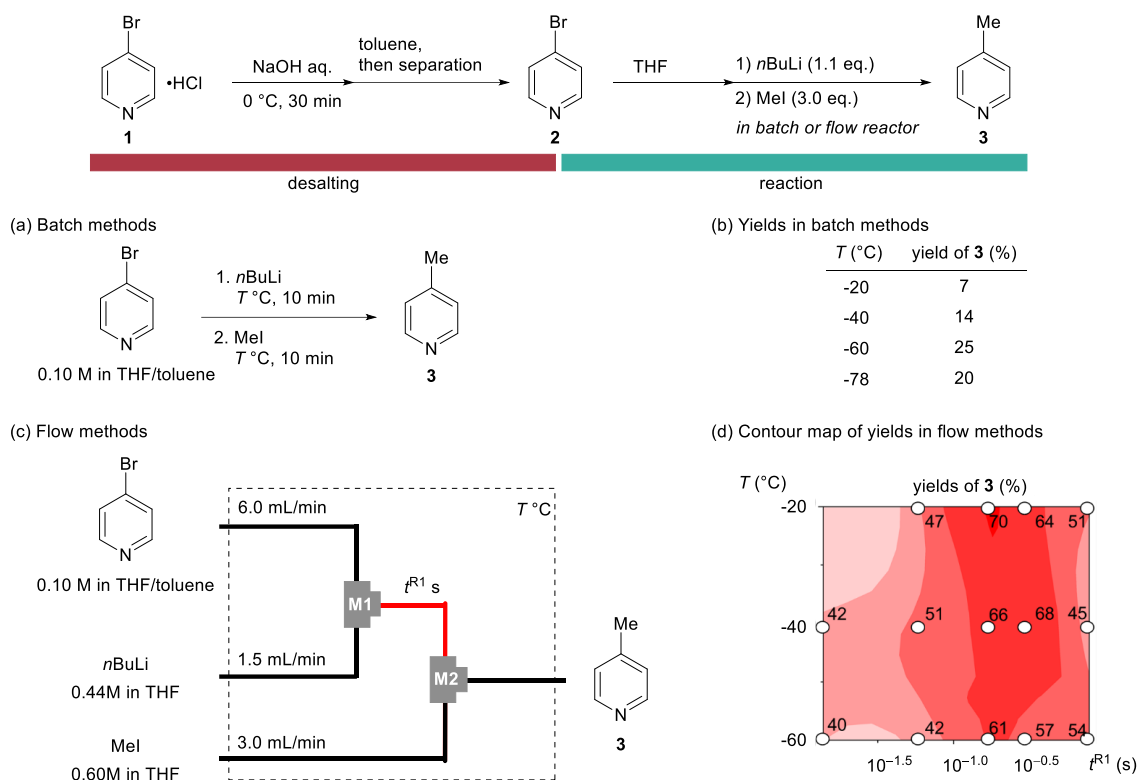 Br
N
•HCl
1
NaOH aq.
0 °C, 30 min
toluene,
then separation
Br
N
2
THF
1) nBuLi (1.1 eq.)
2) MeI (3.0 eq.)
in batch or flow reactor
Me
N
3
desalting
reaction
(a) Batch methods
Br
N
0.10 M in THF/toluene
1. nBuLi
T °C, 10 min
2. MeI
T °C, 10 min
Me
N
3
(b) Yields in batch methods
T (°C) yield of 3 (%)
-20 7
-40 14
-60 25
-78 20
(c) Flow methods
Br
N
0.10 M in THF/toluene
6.0 mL/min
T °C
M1
tR1 s
nBuLi
0.44M in THF
1.5 mL/min
M2
MeI
0.60M in THF
3.0 mL/min
Me
N
3
(d) Contour map of yields in flow methods
T (°C)
yields of 3 (%)
-20
47 70 64 51
-40
42 51 66 68 45
-60
40 42 61 57 54
10−1.5 10−1.0 10−0.5 tR1 (s)